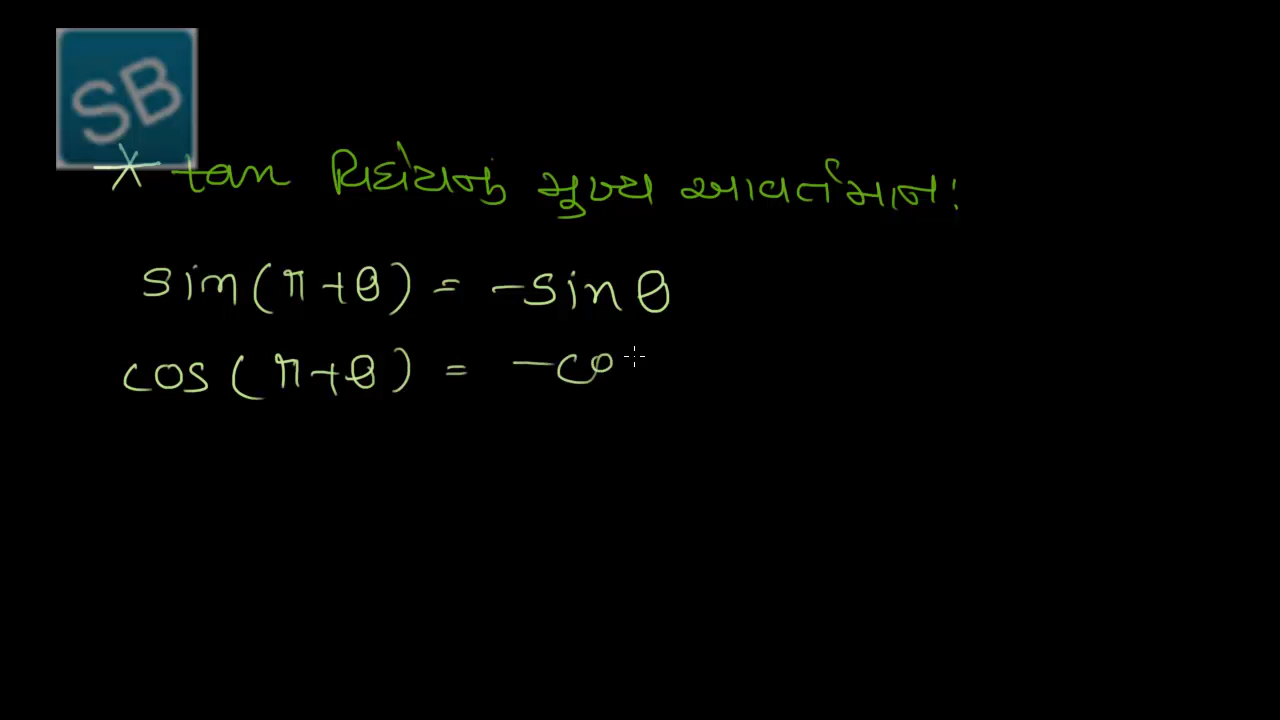 SB
* tan વિધેયનું મુખ્ય આવર્તમાન :
sin(π+θ) = -sinθ
cos(π+θ) = -co